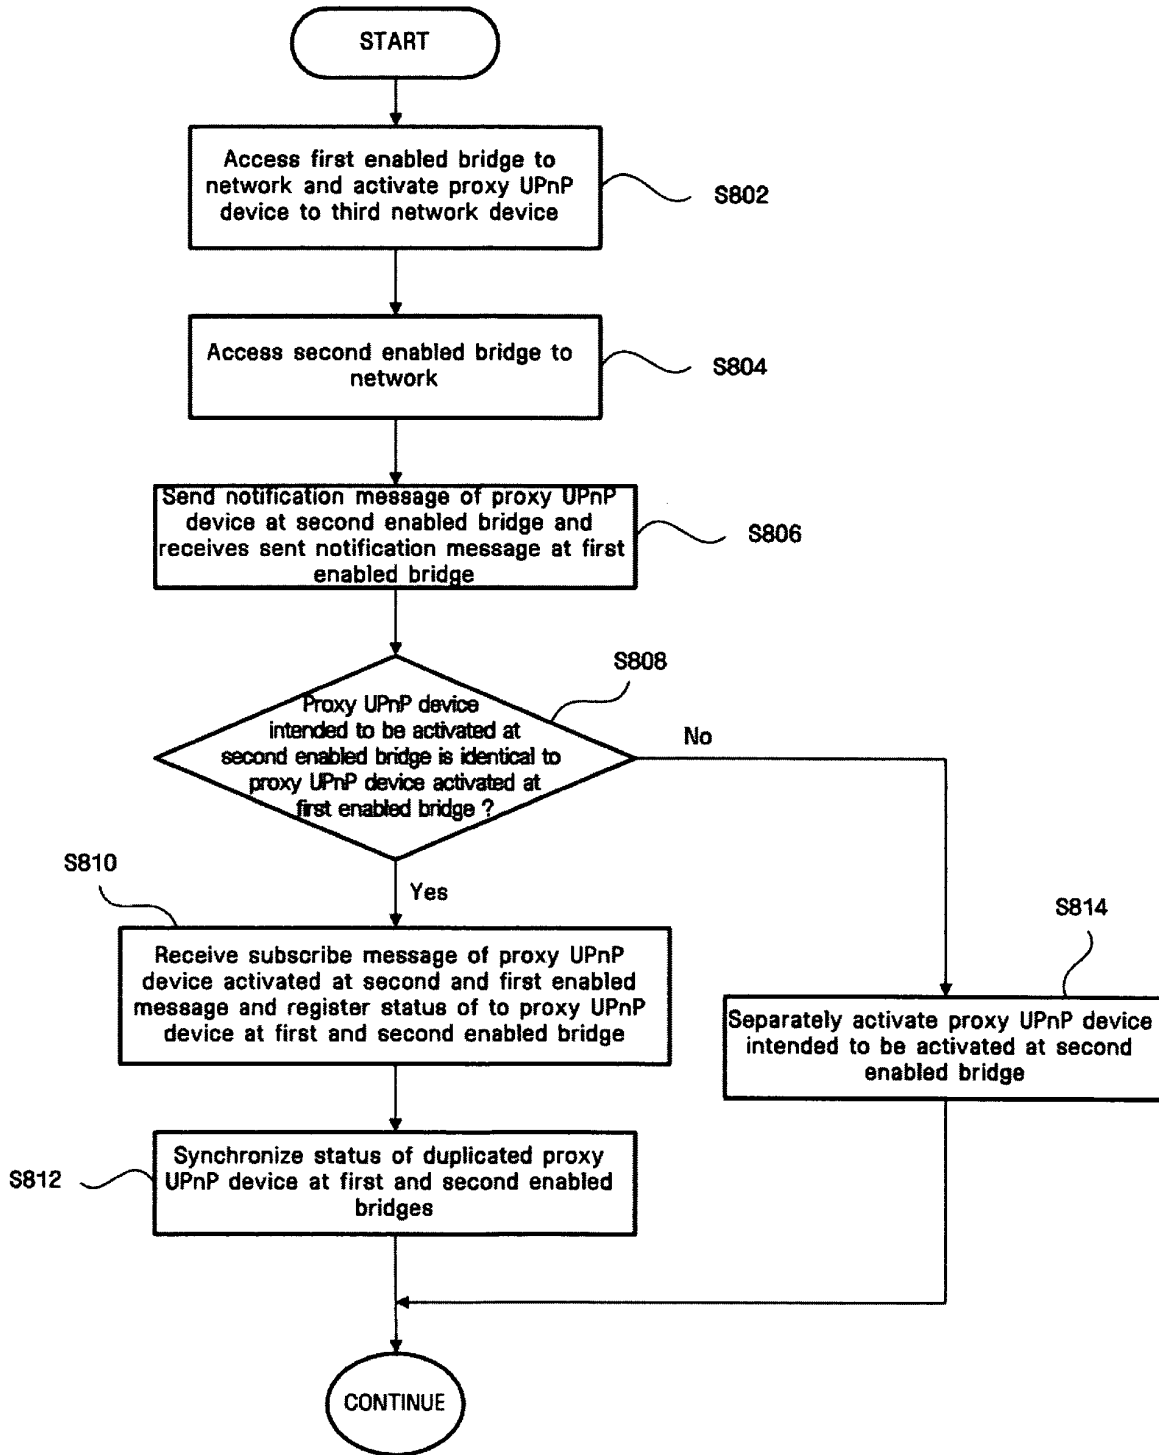 START
Access first enabled bridge to
network and activate proxy UPnP
device to third network device
S802
Access second enabled bridge to
network
S804
Send notification message of proxy UPnP
device at second enabled bridge and
receives sent notification message at first
enabled bridge
S806
S808
Proxy UPnP device
intended to be activated at
second enabled bridge is identical to
proxy UPnP device activated at
first enabled bridge ?
No
Yes
S810
Receive subscribe message of proxy UPnP
device activated at second and first enabled
message and register status of to proxy UPnP
device at first and second enabled bridge
S814
Separately activate proxy UPnP device
intended to be activated at second
enabled bridge
S812
Synchronize status of duplicated proxy
UPnP device at first and second enabled
bridges
CONTINUE